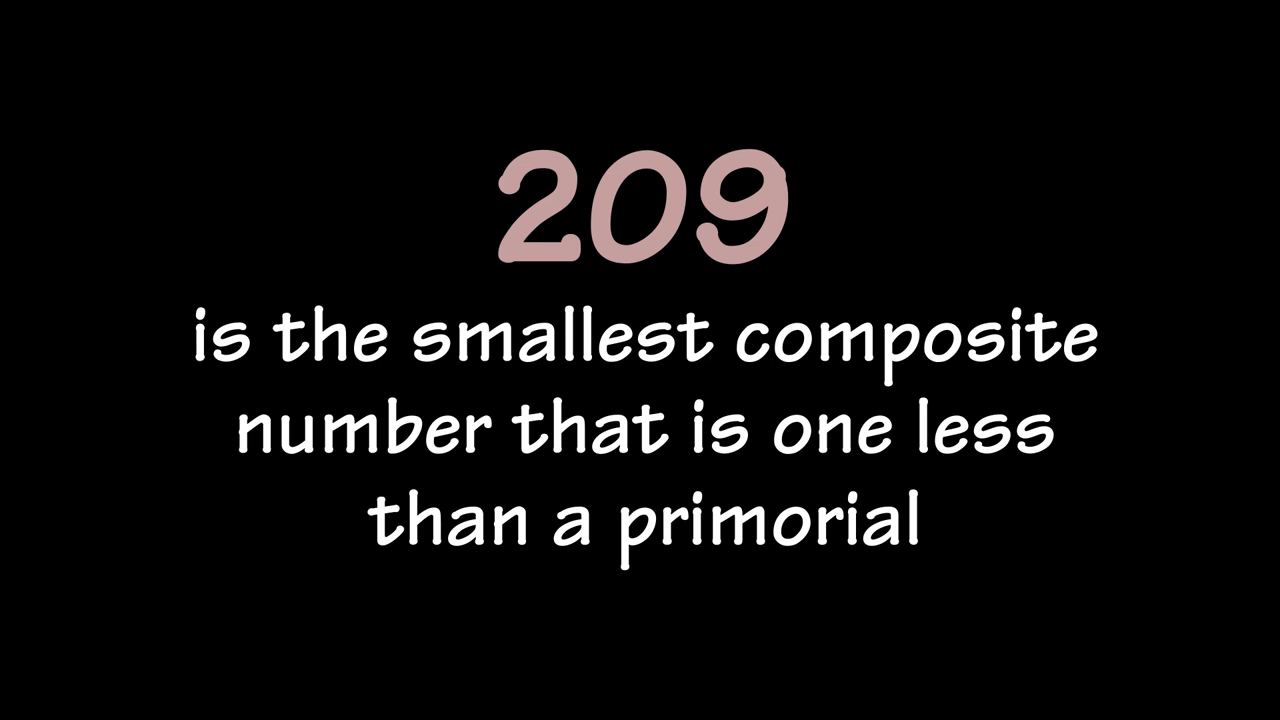 209
is the smallest composite
number that is one less
than a primorial